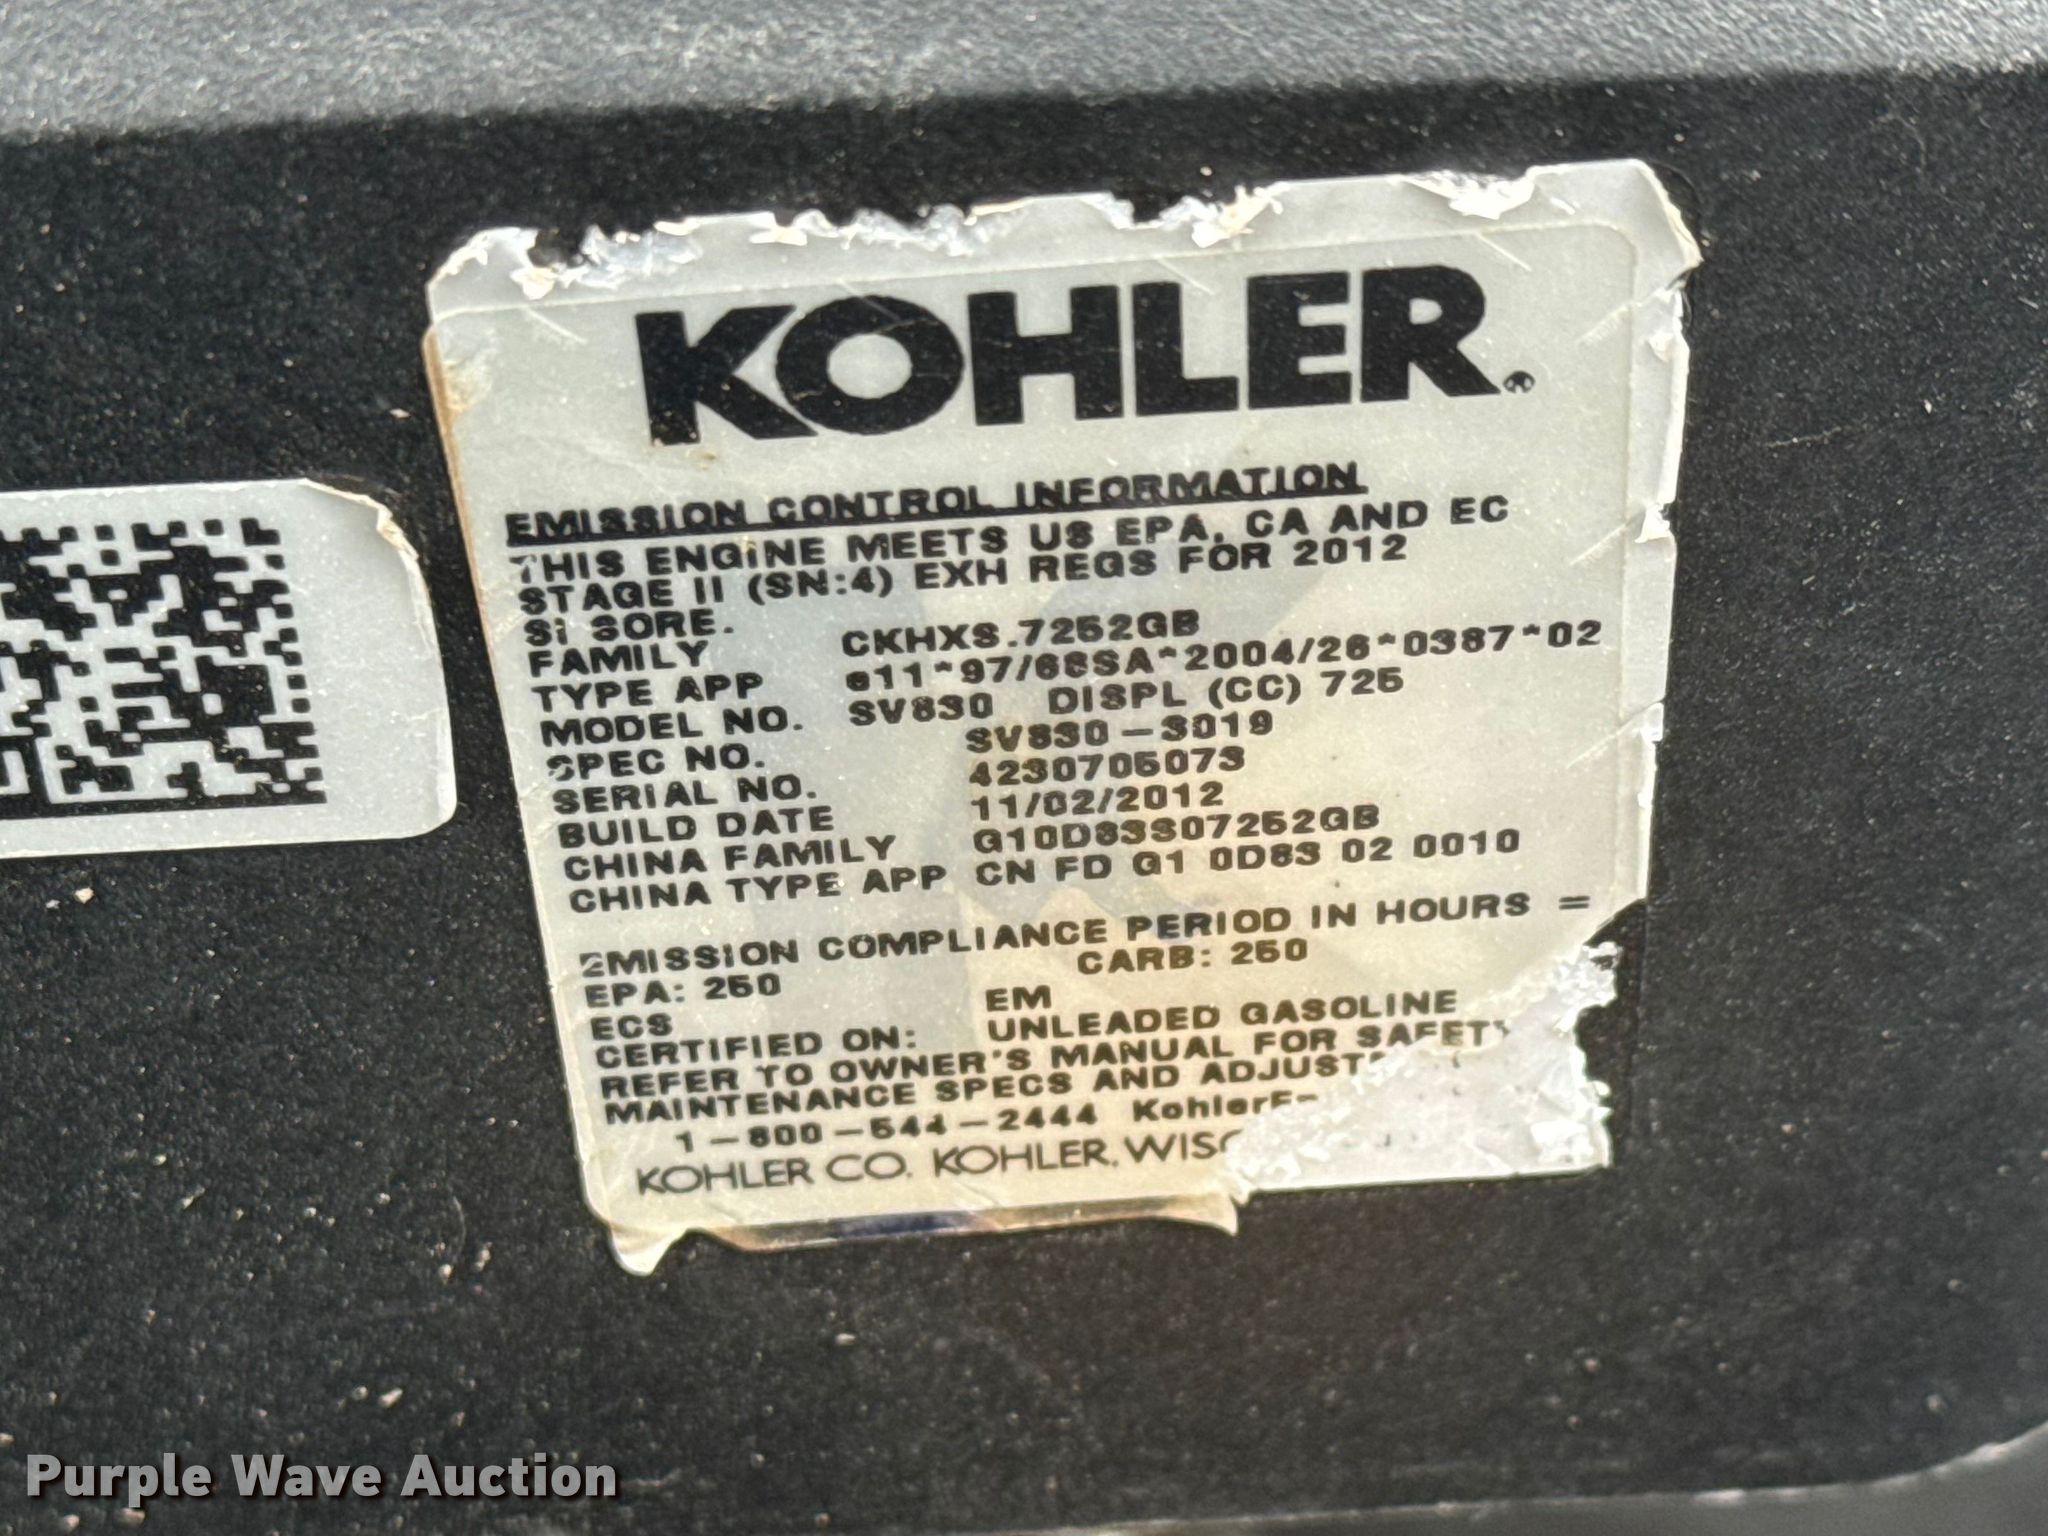 KOHLER.
EMISSION CONTROL INFORMATION
THIS ENGINE MEETS US EPA, CA AND EC
STAGE II (SN:4) EXH REGS FOR 2012
SI SORE.
FAMILY CKHXS.7252GB
TYPE APP e11*97/68SA*2004/26*0387*02
MODEL NO. SV830 DISPL (CC) 725
SPEC NO. SV830-3019
SERIAL NO. 4230705073
BUILD DATE 11/02/2012
CHINA FAMILY G10D83S07252GB
CHINA TYPE APP CN FD G1 0D83 02 0010
EMISSION COMPLIANCE PERIOD IN HOURS =
EPA: 250 CARB: 250
ECS EM
CERTIFIED ON: UNLEADED GASOLINE
REFER TO OWNER'S MANUAL FOR SAFETY
MAINTENANCE SPECS AND ADJUST
1-800-544-2444 KohlerEn
KOHLER CO. KOHLER, WISC
Purple Wave Auction